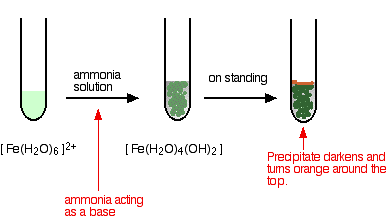 ammonia
solution
on standing
[ Fe(H₂O)₆ ]²⁺
[ Fe(H₂O)₄(OH)₂ ]
Precipitate darkens and
turns orange around the
top.
ammonia acting
as a base